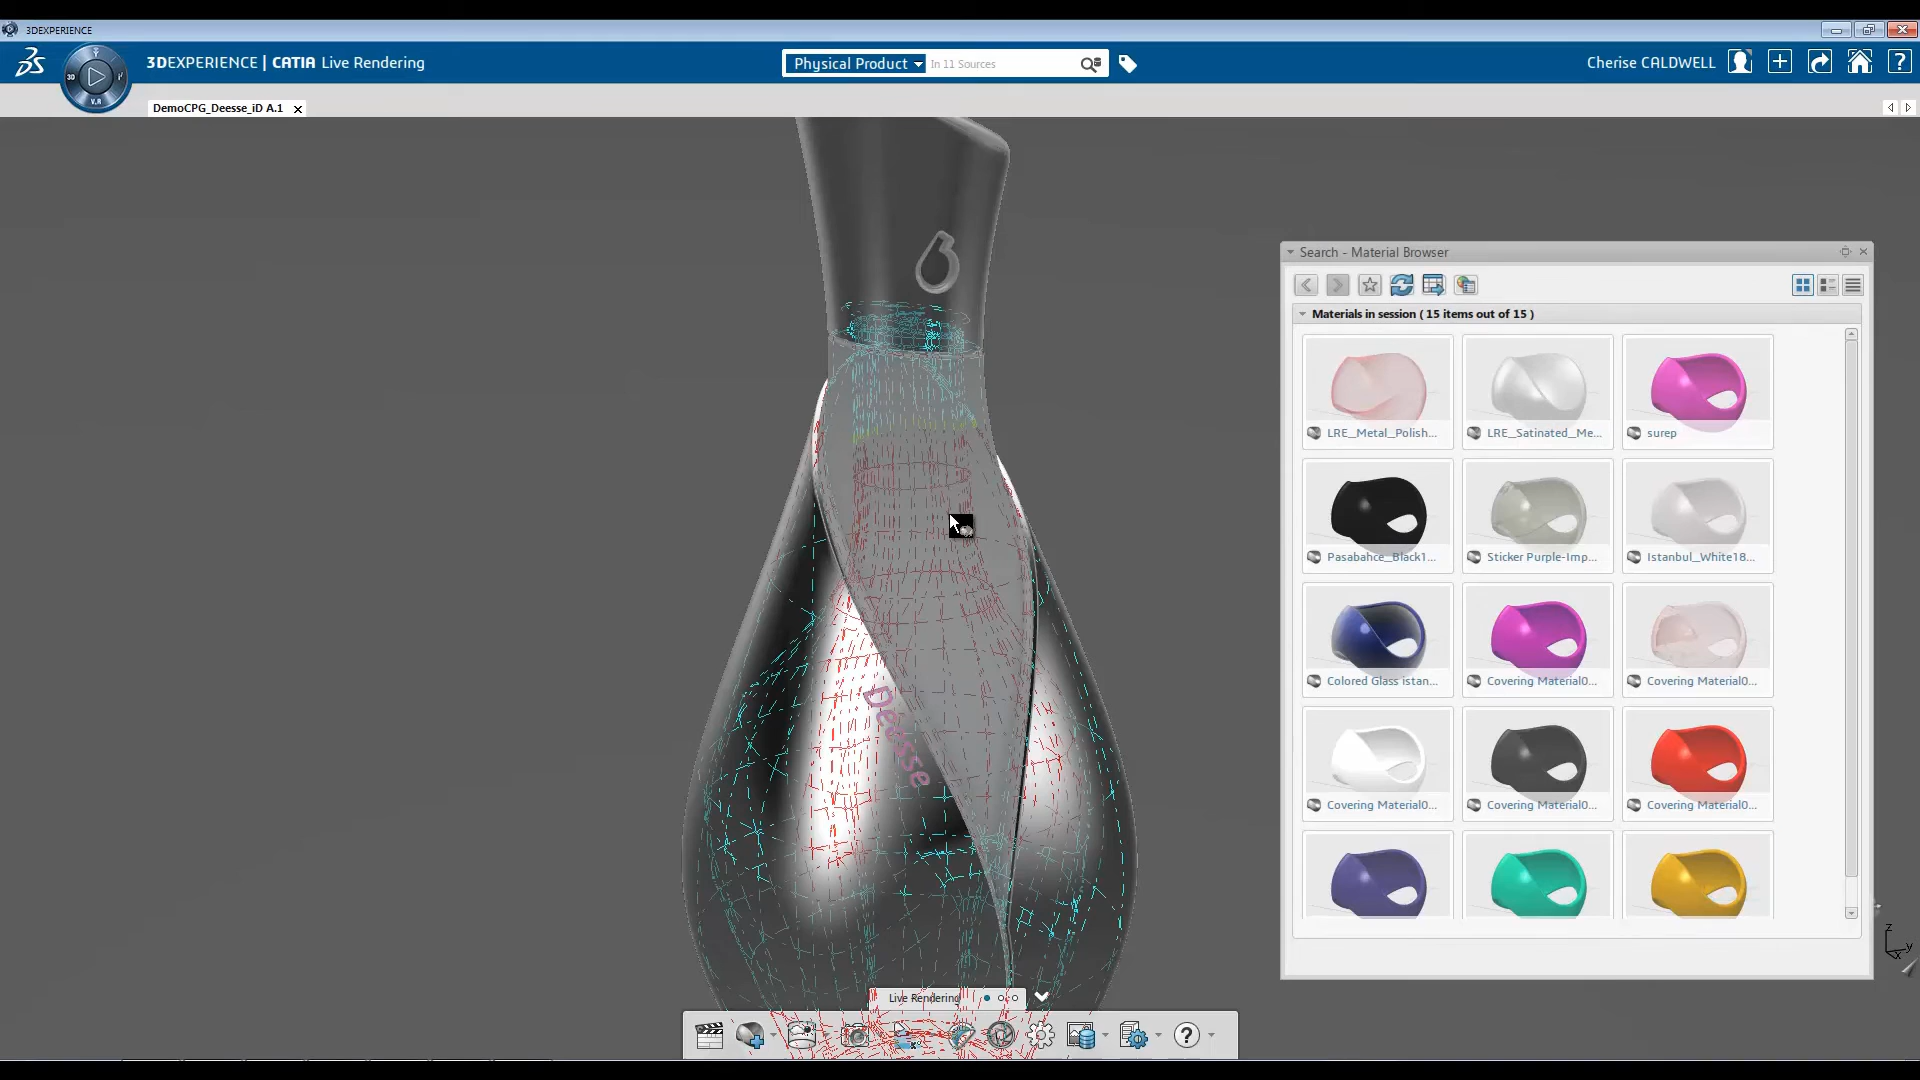 3DEXPERIENCE
3DEXPERIENCE | CATIA Live Rendering
3D
V.R
Physical Product
In 11 Sources
Cherise CALDWELL
?
DemoCPG_Deesse_iD A.1
Search - Material Browser
Materials in session ( 15 items out of 15 )
LRE_Metal_Polish...
LRE_Satinated_Me...
surep
Pasabahce_Black1...
Sticker Purple-Imp...
Istanbul_White18...
Colored Glass istan...
Covering Material0...
Covering Material0...
Covering Material0...
Covering Material0...
Covering Material0...
Deesse
z
y
x
Live Rendering
?